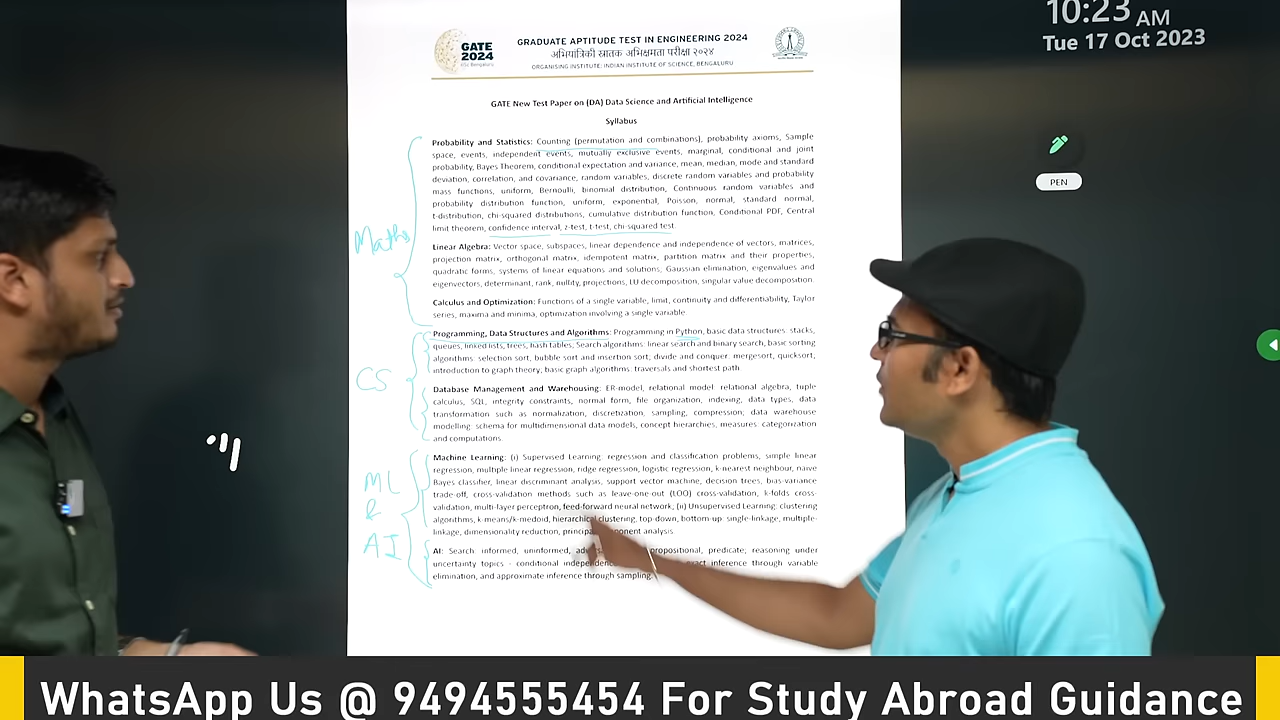 10:23 AM
Tue 17 Oct 2023
PEN
GATE
2024
IISc Bengaluru
GRADUATE APTITUDE TEST IN ENGINEERING 2024
अभियांत्रिकी स्नातक अभिक्षमता परीक्षा २०२४
ORGANISING INSTITUTE: INDIAN INSTITUTE OF SCIENCE, BENGALURU
GATE New Test Paper on (DA) Data Science and Artificial Intelligence
Syllabus
Probability and Statistics: Counting (permutation and combinations), probability axioms, Sample
space, events, independent events, mutually exclusive events, marginal, conditional and joint
probability, Bayes Theorem, conditional expectation and variance, mean, median, mode and standard
deviation, correlation, and covariance, random variables, discrete random variables and probability
mass functions, uniform, Bernoulli, binomial distribution, Continuous random variables and
probability distribution function, uniform, exponential, Poisson, normal, standard normal,
t-distribution, chi-squared distributions, cumulative distribution function, Conditional PDF, Central
limit theorem, confidence interval, z-test, t-test, chi-squared test.
Maths
Linear Algebra: Vector space, subspaces, linear dependence and independence of vectors, matrices,
projection matrix, orthogonal matrix, idempotent matrix, partition matrix and their properties,
quadratic forms, systems of linear equations and solutions, Gaussian elimination, eigenvalues and
eigenvectors, determinant, rank, nullity, projections, LU decomposition, singular value decomposition.
Calculus and Optimization: Functions of a single variable, limit, continuity and differentiability, Taylor
series, maxima and minima, optimization involving a single variable.
Programming, Data Structures and Algorithms: Programming in Python, basic data structures: stacks,
queues, linked lists, trees, hash tables; Search algorithms: linear search and binary search, basic sorting
algorithms: selection sort, bubble sort and insertion sort; divide and conquer: mergesort, quicksort,
introduction to graph theory; basic graph algorithms: traversals and shortest path.
CS
Database Management and Warehousing: ER-model, relational model: relational algebra, tuple
calculus, SQL, integrity constraints, normal form, file organization, indexing, data types, data
transformation such as normalization, discretization, sampling, compression; data warehouse
modelling: schema for multidimensional data models, concept hierarchies, measures: categorization
and computations.
Machine Learning: (i) Supervised Learning: regression and classification problems, simple linear
regression, multiple linear regression, ridge regression, logistic regression, k-nearest neighbour, naive
Bayes classifier, linear discriminant analysis, support vector machine, decision trees, bias-variance
trade-off, cross-validation methods such as leave-one-out (LOO) cross-validation, k-folds cross-
validation, multi-layer perceptron, feed-forward neural network; (ii) Unsupervised Learning: clustering
algorithms, k-means/k-medoid, hierarchical clustering, top-down, bottom-up: single-linkage, multiple-
linkage, dimensionality reduction, component analysis.
ML
&
AI
AI: Search: informed, uninformed, propositional, predicate; reasoning under
uncertainty topics - conditional exact inference through variable
elimination, and approximate inference through sampling.
WhatsApp Us @ 9494555454 For Study Abroad Guidance